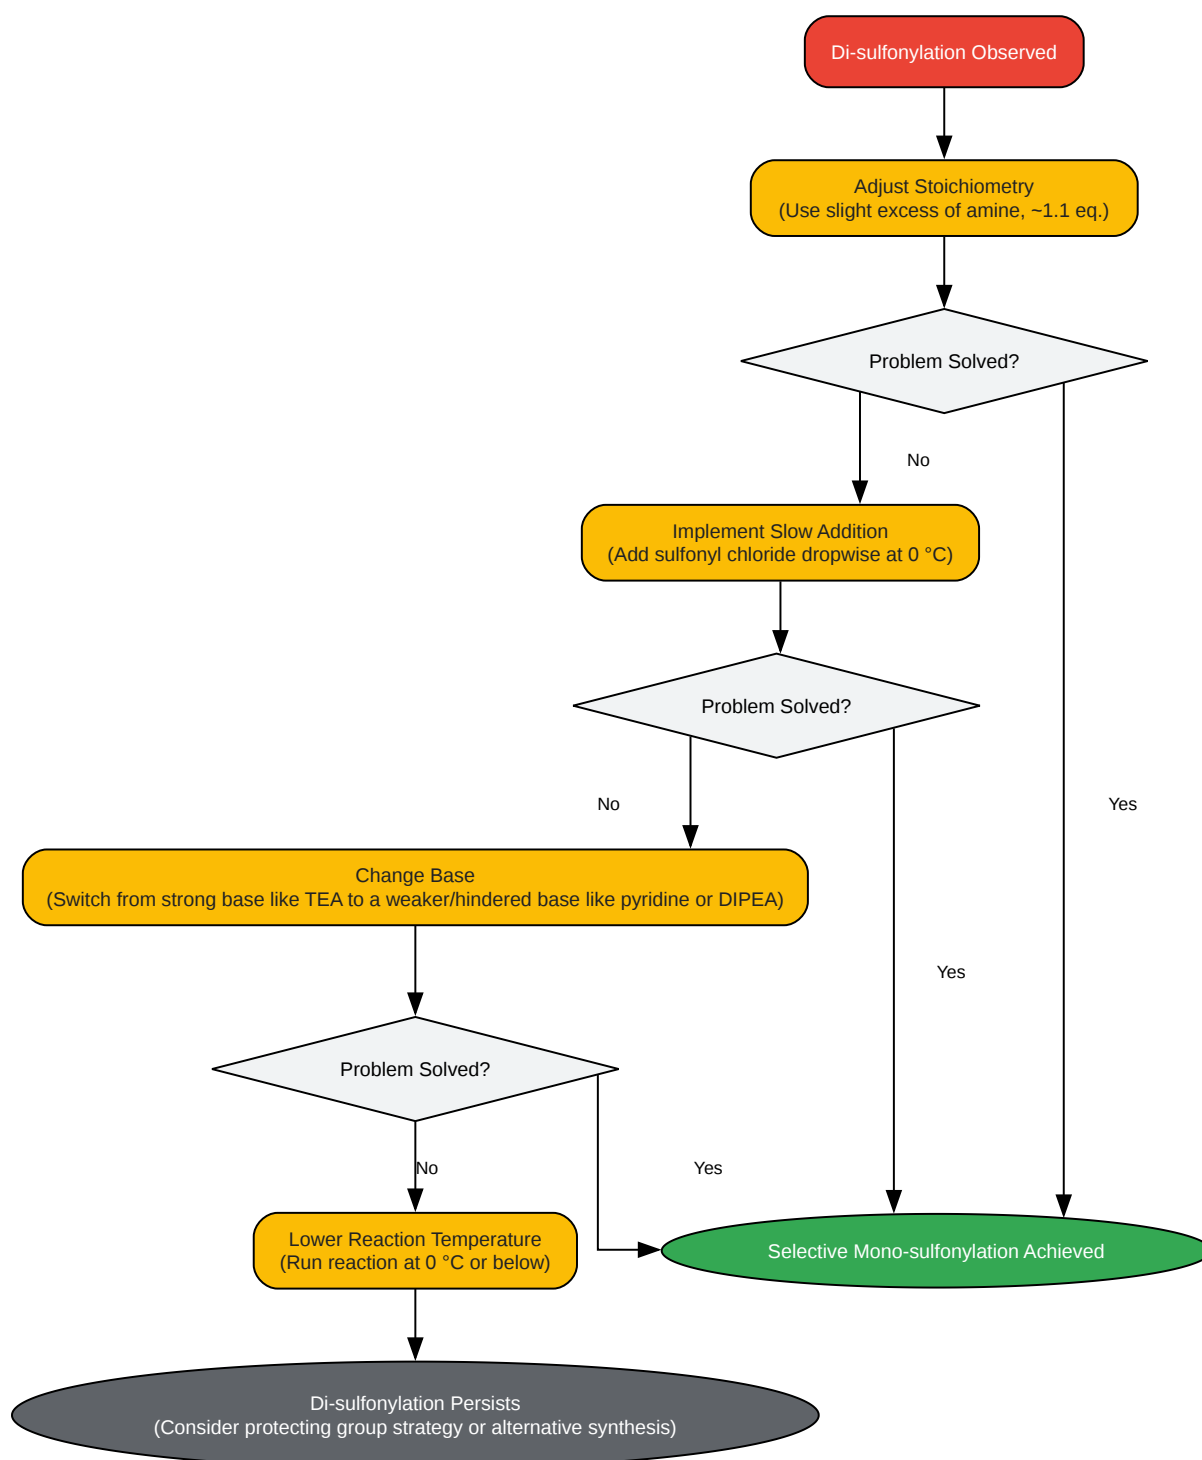 Di-sulfonylation Observed
Adjust Stoichiometry
(Use slight excess of amine, ~1.1 eq.)
Problem Solved?
No
Implement Slow Addition
(Add sulfonyl chloride dropwise at 0 °C)
Problem Solved?
No
Yes
Change Base
(Switch from strong base like TEA to a weaker/hindered base like pyridine or DIPEA)
Yes
Problem Solved?
No
Yes
Lower Reaction Temperature
(Run reaction at 0 °C or below)
Selective Mono-sulfonylation Achieved
Di-sulfonylation Persists
(Consider protecting group strategy or alternative synthesis)